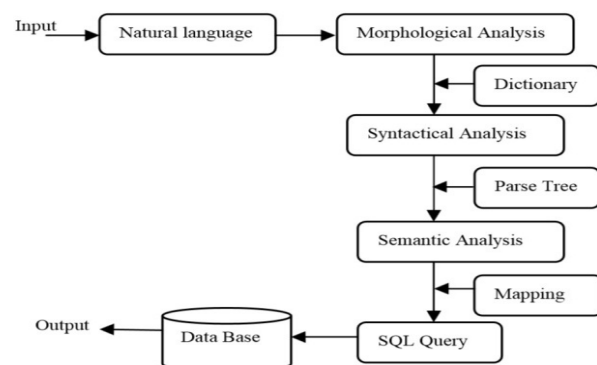 Input
Natural language
Morphological Analysis
Dictionary
Syntactical Analysis
Parse Tree
Semantic Analysis
Mapping
SQL Query
Data Base
Output